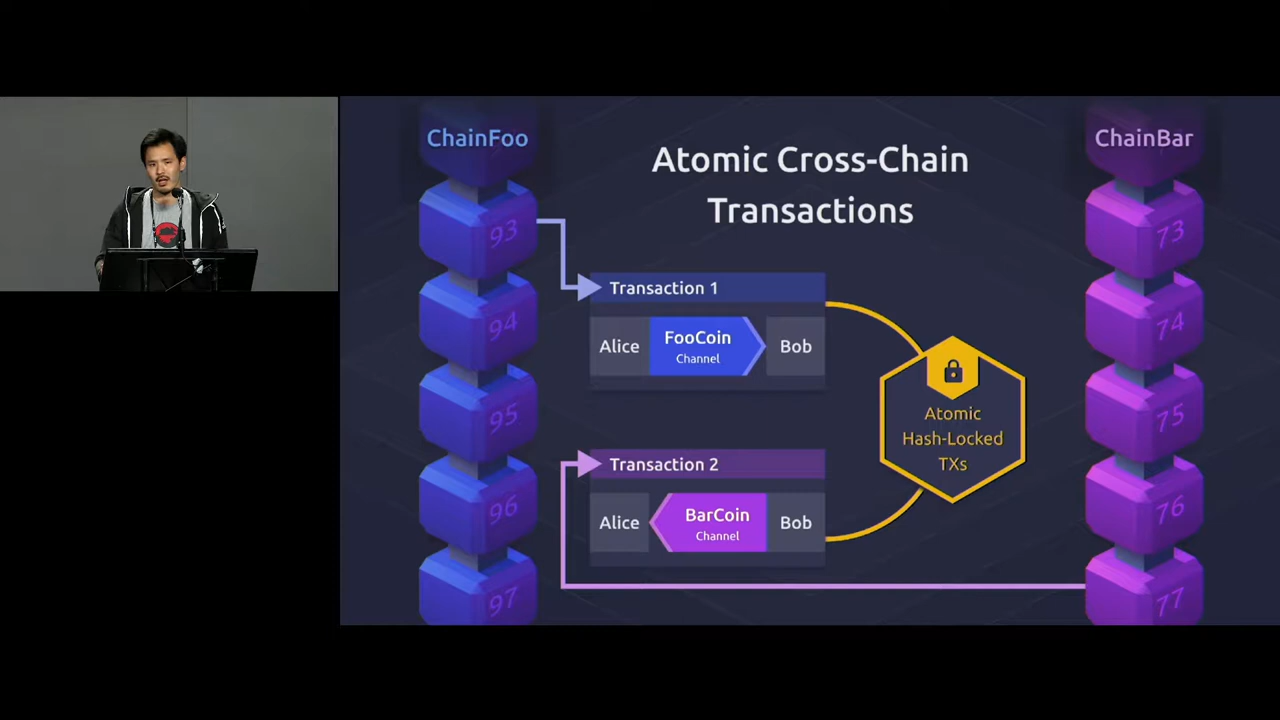 ChainFoo
ChainBar
Atomic Cross-Chain
Transactions
93
94
95
96
97
Transaction 1
Alice
FooCoin
Channel
Bob
Transaction 2
Alice
BarCoin
Channel
Bob
Atomic
Hash-Locked
TXs
73
74
75
76
77